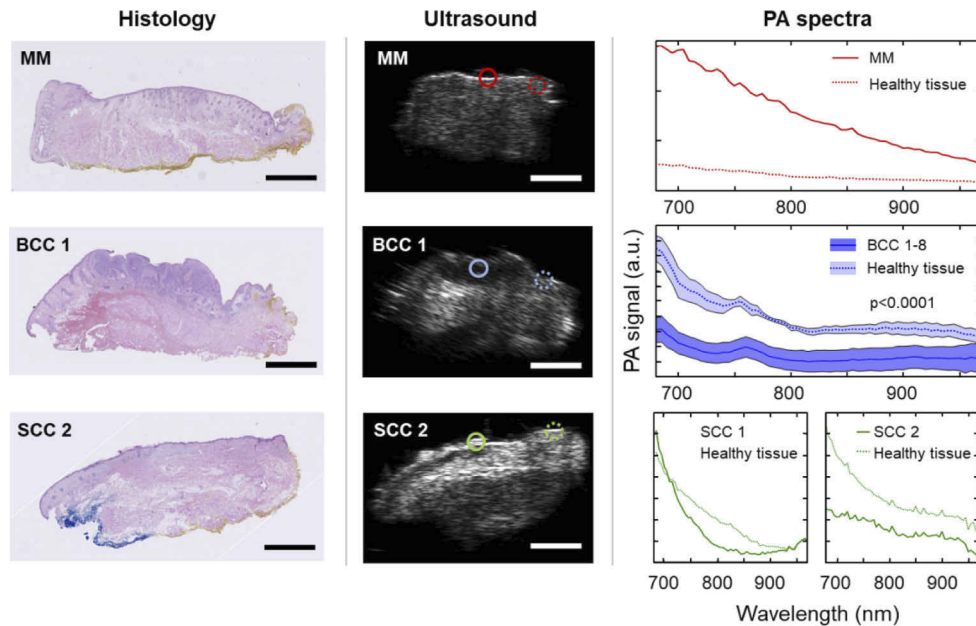 Histology
Ultrasound
PA spectra
MM
MM
MM
Healthy tissue
700
800
900
BCC 1
BCC 1
BCC 1-8
Healthy tissue
p<0.0001
PA signal (a.u.)
700
800
900
SCC 2
SCC 2
SCC 1
Healthy tissue
SCC 2
Healthy tissue
700
800
900
700
800
900
Wavelength (nm)